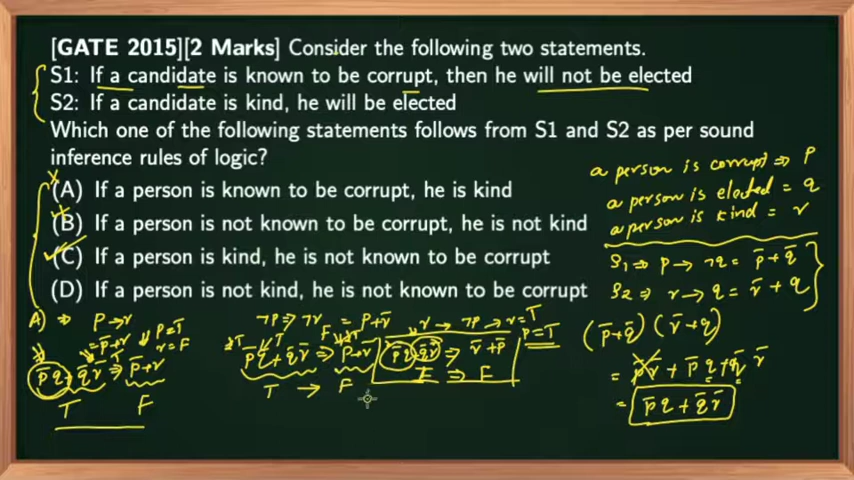 [GATE 2015][2 Marks] Consider the following two statements.
S1: If a candidate is known to be corrupt, then he will not be elected
S2: If a candidate is kind, he will be elected
Which one of the following statements follows from S1 and S2 as per sound
inference rules of logic?
(A) If a person is known to be corrupt, he is kind
(B) If a person is not known to be corrupt, he is not kind
(C) If a person is kind, he is not known to be corrupt
(D) If a person is not kind, he is not known to be corrupt
a person is corrupt ⇒ p
a person is elected = q
a person is kind = r
S1 ⇒ p → ¬q = p̅ + q̅
S2 ⇒ r → q = r̅ + q
(p̅+q̅) (r̅+q)
= p̅r̅ + p̅q + q̅ r̅
= p̅q + q̅r̅
A) ⇒ p → r
= p̅+r
p=T
r=F
p̅q + q̅r̅ ⇒ p̅+r
T F
¬p ⇒ ¬r = p+r̅
p̅q + q̅r̅ ⇒ p+r̅
T → F
r → ¬p → r=T
p=T
p̅q q̅r̅ ⇒ r̅+p̅
F ⇒ F